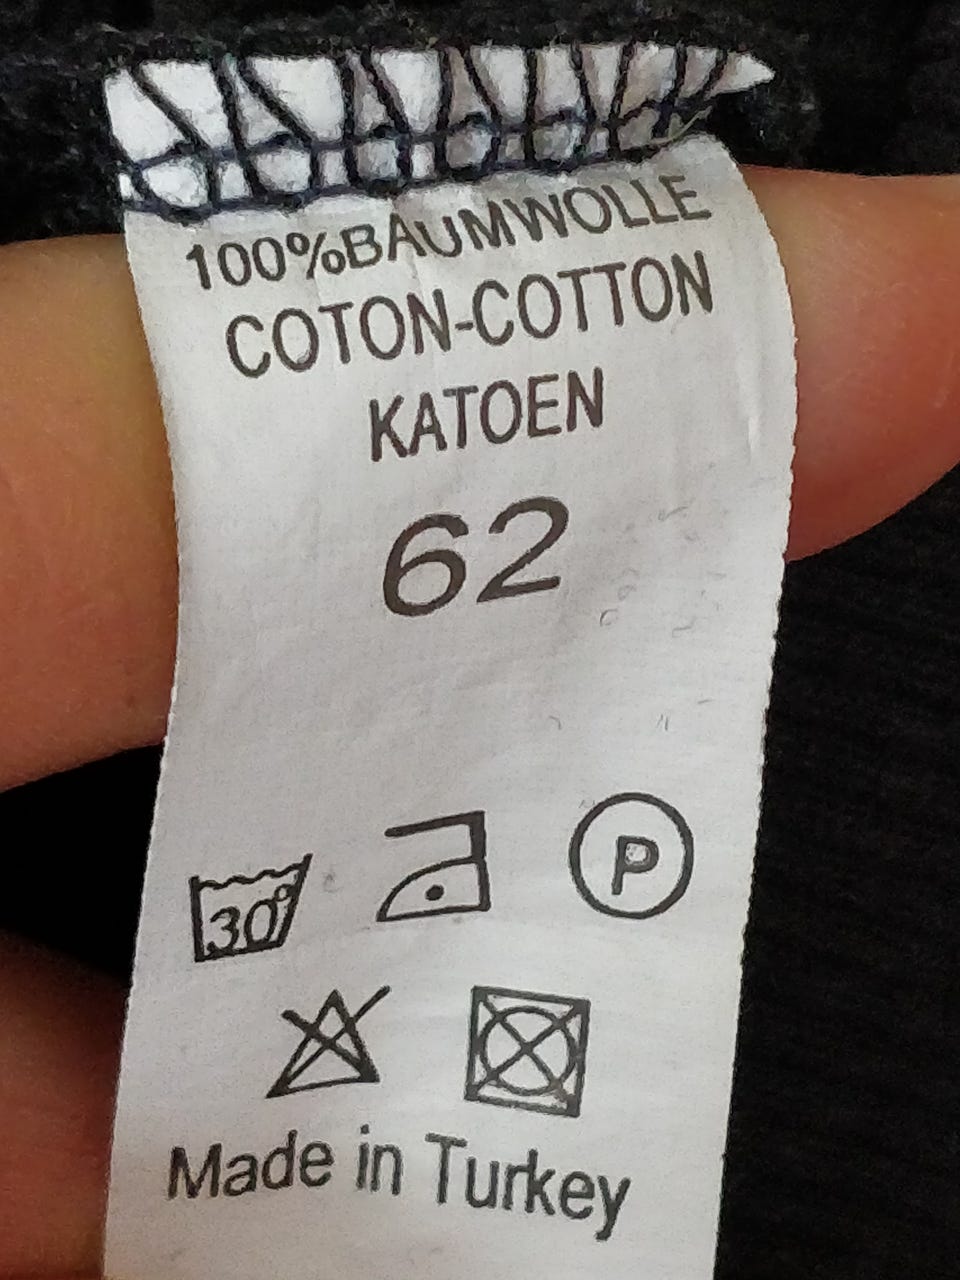 100%BAUMWOLLE
COTON-COTTON
KATOEN
62
30° P
Made in Turkey